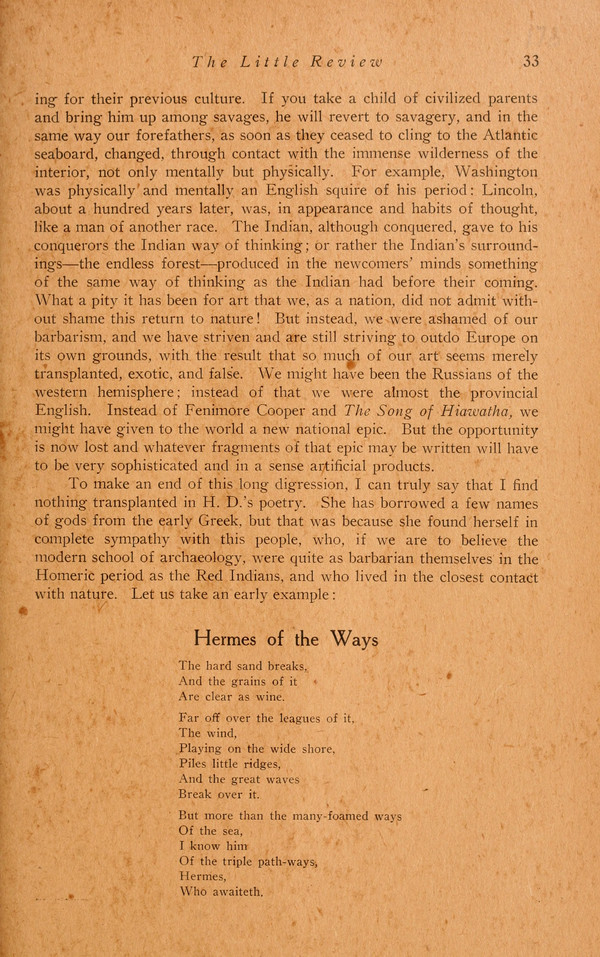 The Little Review 33
ing for their previous culture. If you take a child of civilized parents
and bring him up among savages, he will revert to savagery, and in the
same way our forefathers, as soon as they ceased to cling to the Atlantic
seaboard, changed, through contact with the immense wilderness of the
interior, not only mentally but physically. For example, Washington
was physically and mentally an English squire of his period: Lincoln,
about a hundred years later, was, in appearance and habits of thought,
like a man of another race. The Indian, although conquered, gave to his
conquerors the Indian way of thinking; or rather the Indian's surround-
ings—the endless forest—produced in the newcomers' minds something
of the same way of thinking as the Indian had before their coming.
What a pity it has been for art that we, as a nation, did not admit with-
out shame this return to nature! But instead, we were ashamed of our
barbarism, and we have striven and are still striving to outdo Europe on
its own grounds, with the result that so much of our art seems merely
transplanted, exotic, and false. We might have been the Russians of the
western hemisphere; instead of that we were almost the provincial
English. Instead of Fenimore Cooper and The Song of Hiawatha, we
might have given to the world a new national epic. But the opportunity
is now lost and whatever fragments of that epic may be written will have
to be very sophisticated and in a sense artificial products.
To make an end of this long digression, I can truly say that I find
nothing transplanted in H. D.'s poetry. She has borrowed a few names
of gods from the early Greek, but that was because she found herself in
complete sympathy with this people, who, if we are to believe the
modern school of archaeology, were quite as barbarian themselves in the
Homeric period as the Red Indians, and who lived in the closest contact
with nature. Let us take an early example:
Hermes of the Ways
The hard sand breaks,
And the grains of it
Are clear as wine.
Far off over the leagues of it,
The wind,
Playing on the wide shore,
Piles little ridges,
And the great waves
Break over it.
But more than the many-foamed ways
Of the sea,
I know him
Of the triple path-ways,
Hermes,
Who awaiteth.